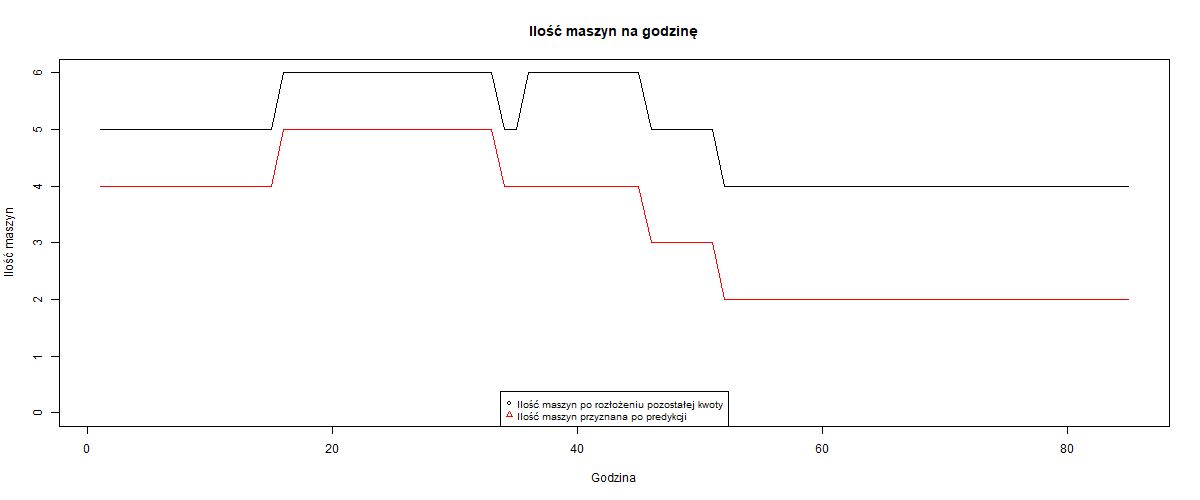 Ilość maszyn na godzinę
Ilość maszyn
6
5
4
3
2
1
0
Ilość maszyn po rozłożeniu pozostałej kwoty
Ilość maszyn przyznana po predykcji
0 20 40 60 80
Godzina